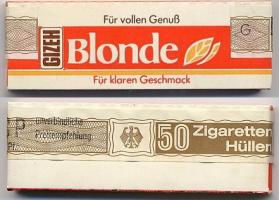 Für vollen Genuß
GIZEH
Blonde
G
Für klaren Geschmack
P
Unverbindliche
Preisempfehlung
50 Zigaretten
Hüllen